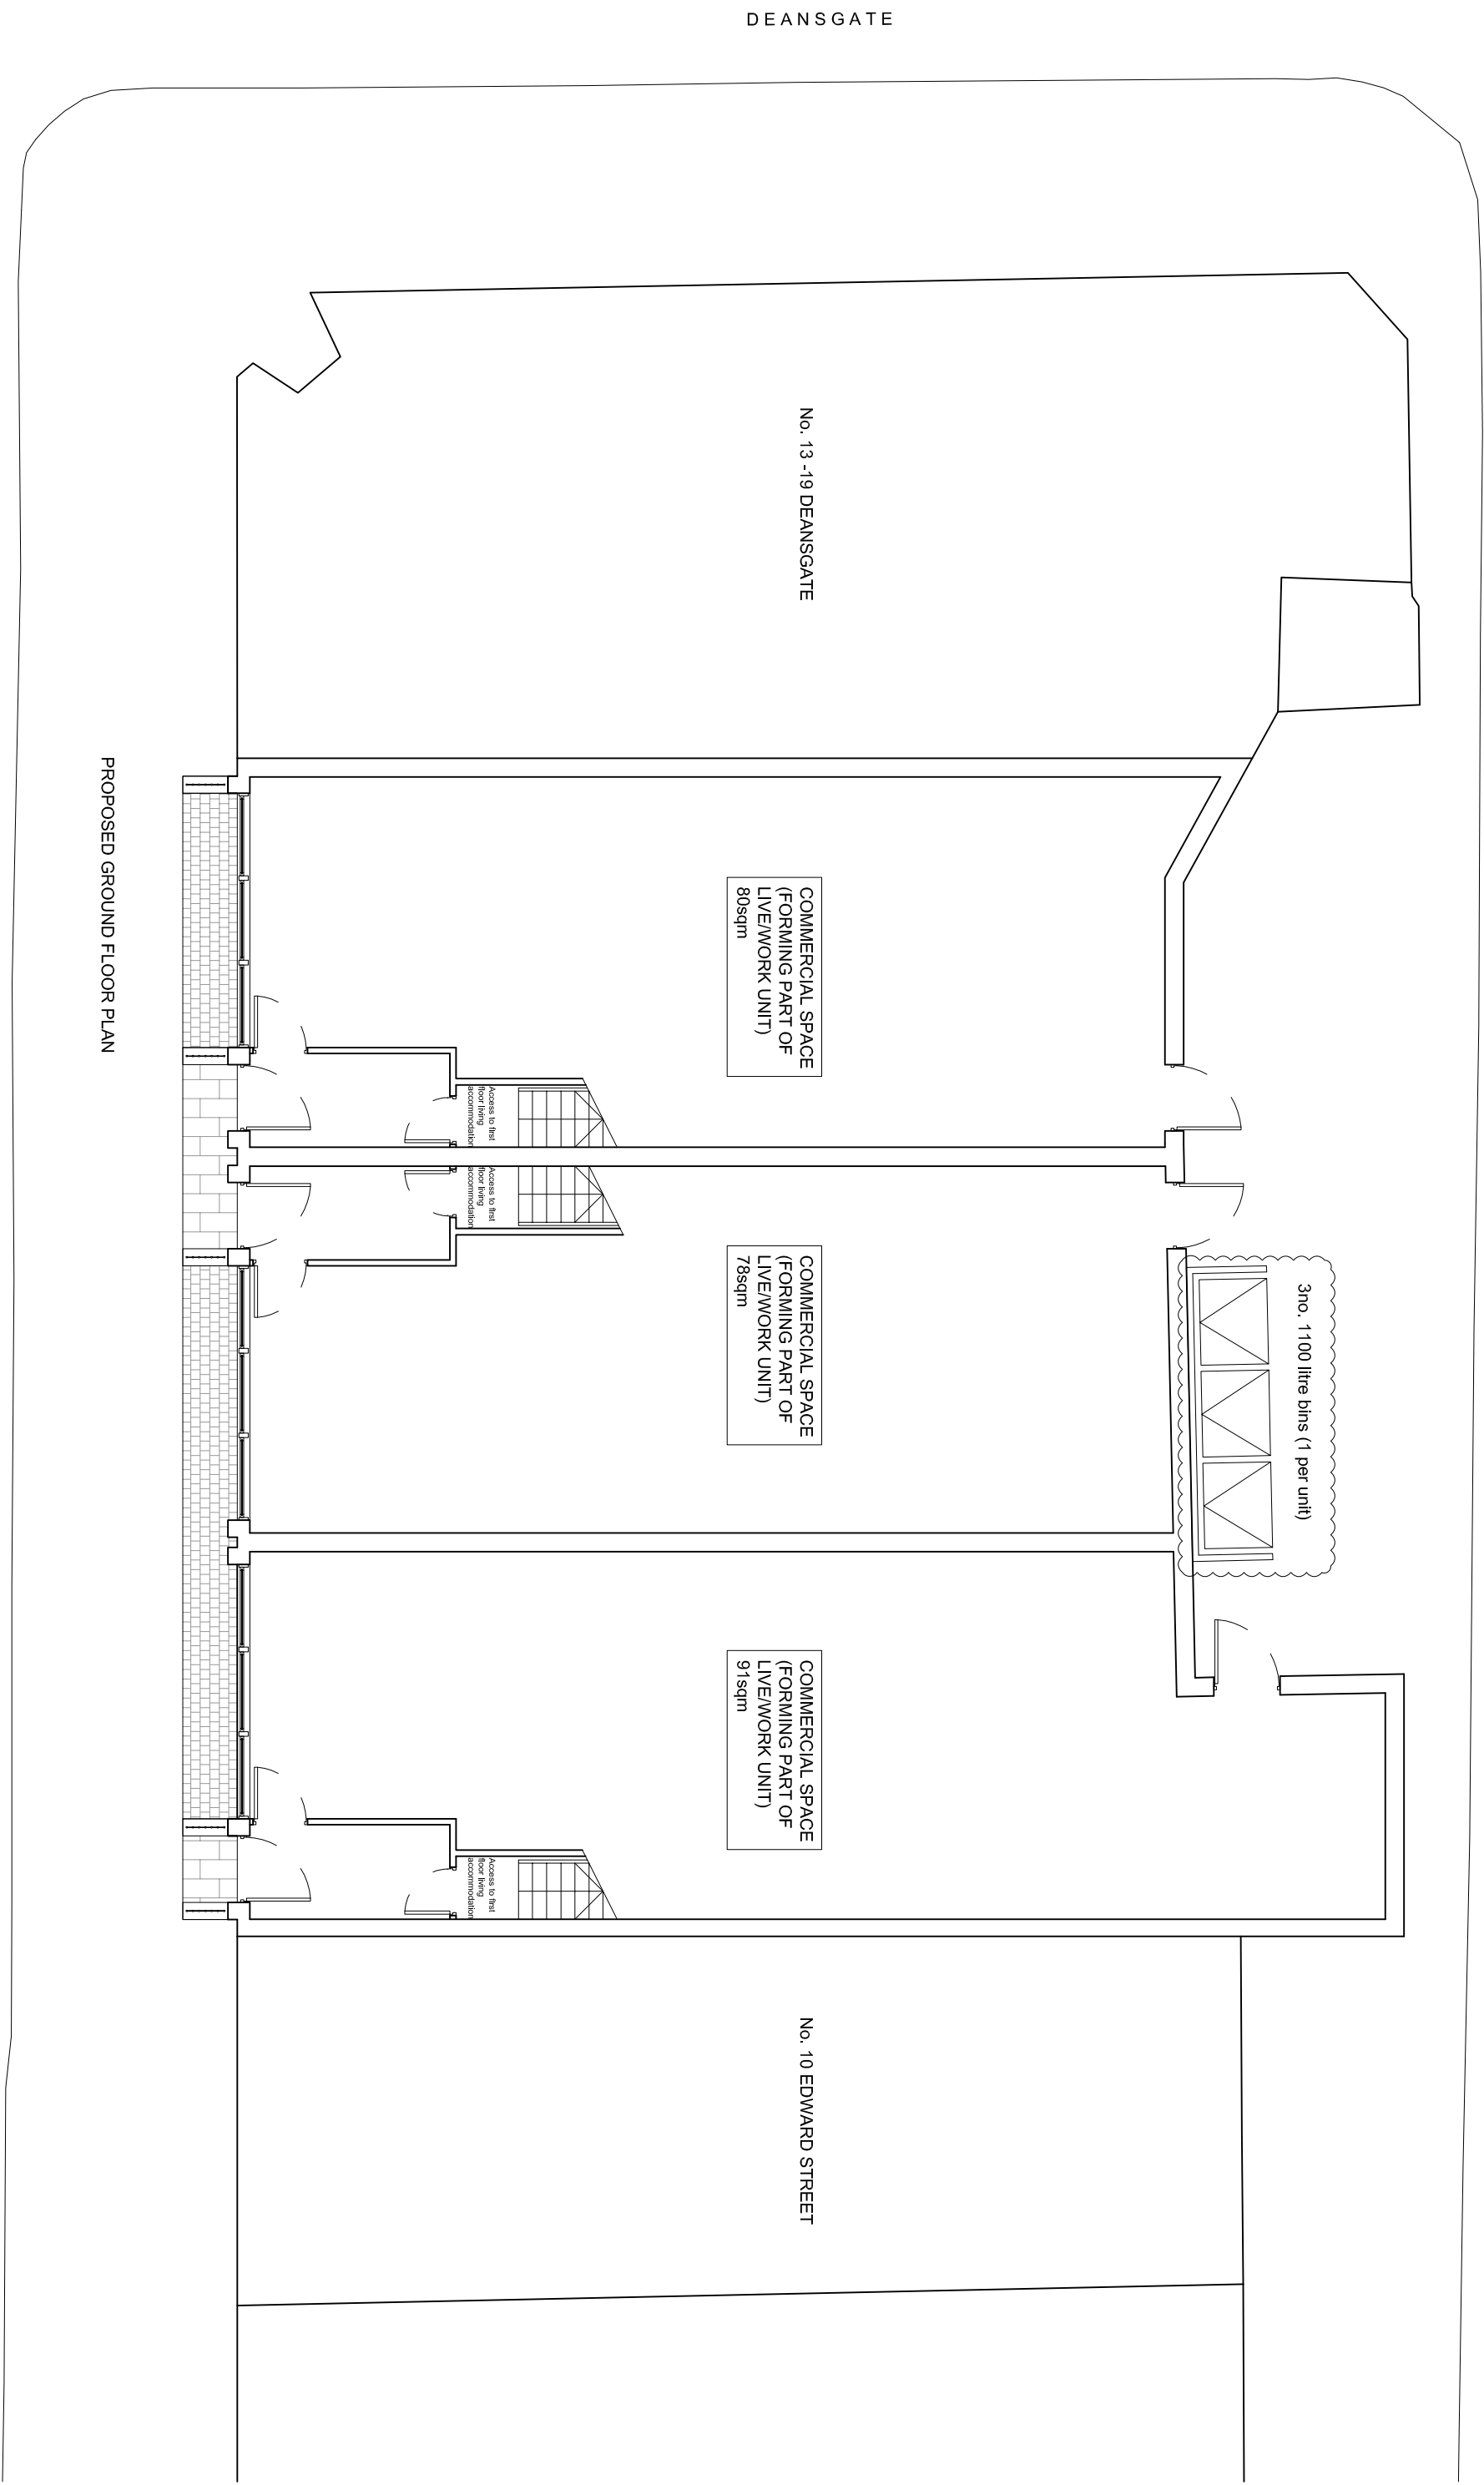 DEANSGATE
No. 13 -19 DEANSGATE
PROPOSED GROUND FLOOR PLAN
COMMERCIAL SPACE
(FORMING PART OF
LIVE/WORK UNIT)
80sqm
Access to first
floor living
accommodation
Access to first
floor living
accommodation
COMMERCIAL SPACE
(FORMING PART OF
LIVE/WORK UNIT)
78sqm
3no. 1100 litre bins (1 per unit)
COMMERCIAL SPACE
(FORMING PART OF
LIVE/WORK UNIT)
91sqm
Access to first
floor living
accommodation
No. 10 EDWARD STREET